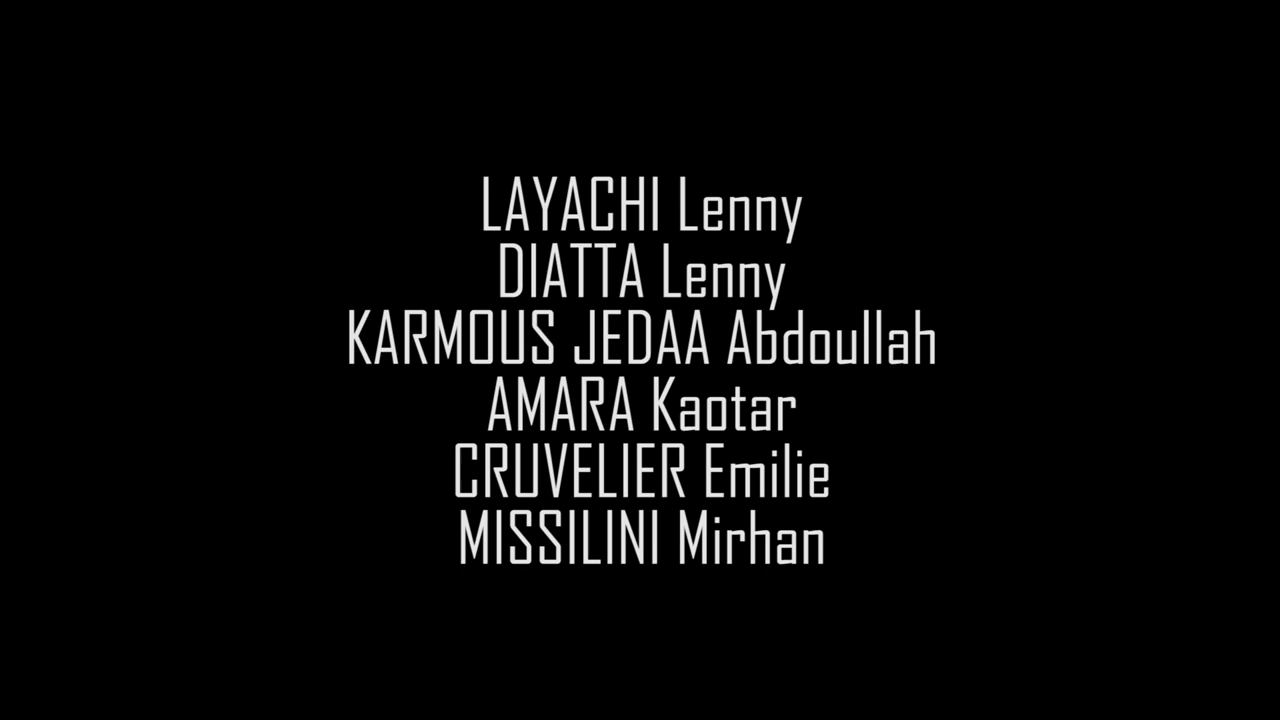 LAYACHI Lenny
DIATTA Lenny
KARMOUS JEDAA Abdoullah
AMARA Kaotar
CRUVELIER Emilie
MISSILINI Mirhan